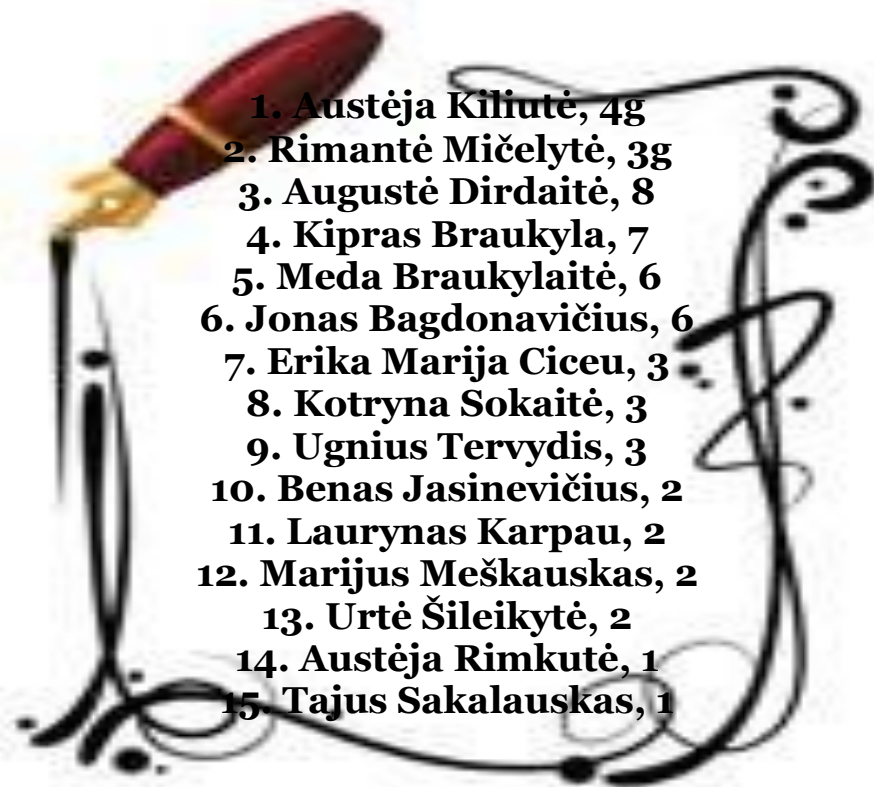 1. Austėja Kiliutė, 4g
2. Rimantė Mičelytė, 3g
3. Augustė Dirdaitė, 8
4. Kipras Braukyla, 7
5. Meda Braukylaitė, 6
6. Jonas Bagdonavičius, 6
7. Erika Marija Ciceu, 3
8. Kotryna Sokaitė, 3
9. Ugnius Tervydis, 3
10. Benas Jasinevičius, 2
11. Laurynas Karpau, 2
12. Marijus Meškauskas, 2
13. Urtė Šileikytė, 2
14. Austėja Rimkutė, 1
15. Tajus Sakalauskas, 1